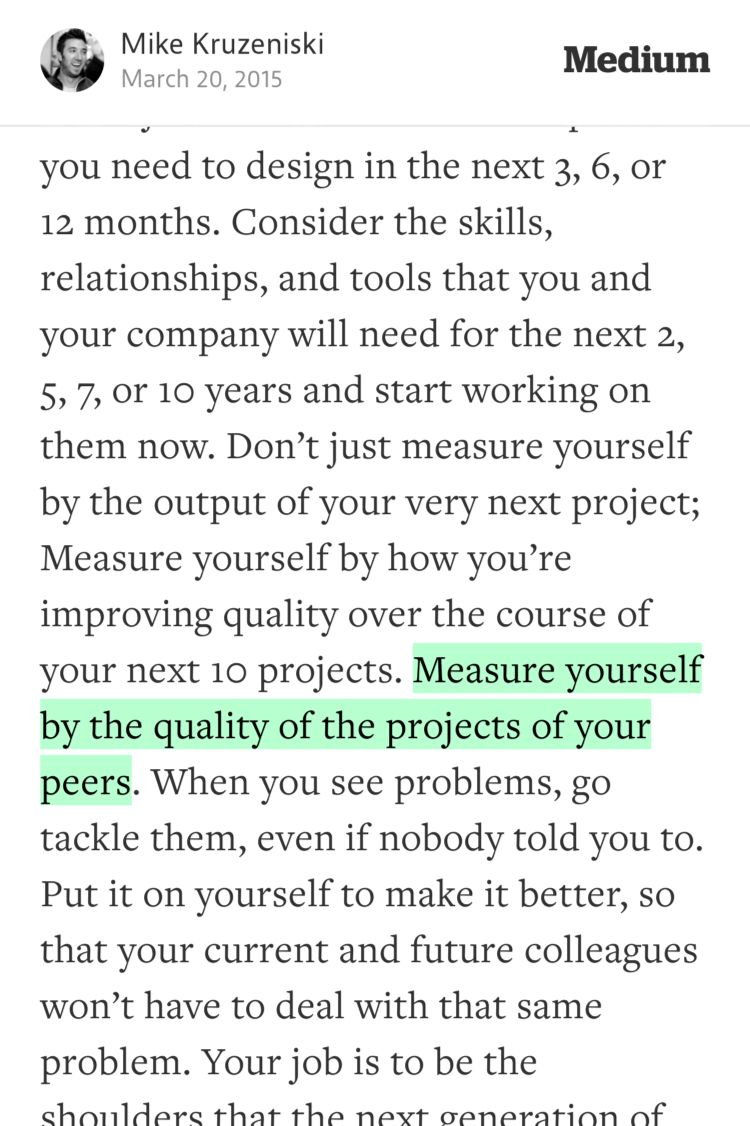 Mike Kruzeniski
March 20, 2015
Medium
you need to design in the next 3, 6, or
12 months. Consider the skills,
relationships, and tools that you and
your company will need for the next 2,
5, 7, or 10 years and start working on
them now. Don’t just measure yourself
by the output of your very next project;
Measure yourself by how you’re
improving quality over the course of
your next 10 projects. Measure yourself
by the quality of the projects of your
peers. When you see problems, go
tackle them, even if nobody told you to.
Put it on yourself to make it better, so
that your current and future colleagues
won’t have to deal with that same
problem. Your job is to be the
shoulders that the next generation of